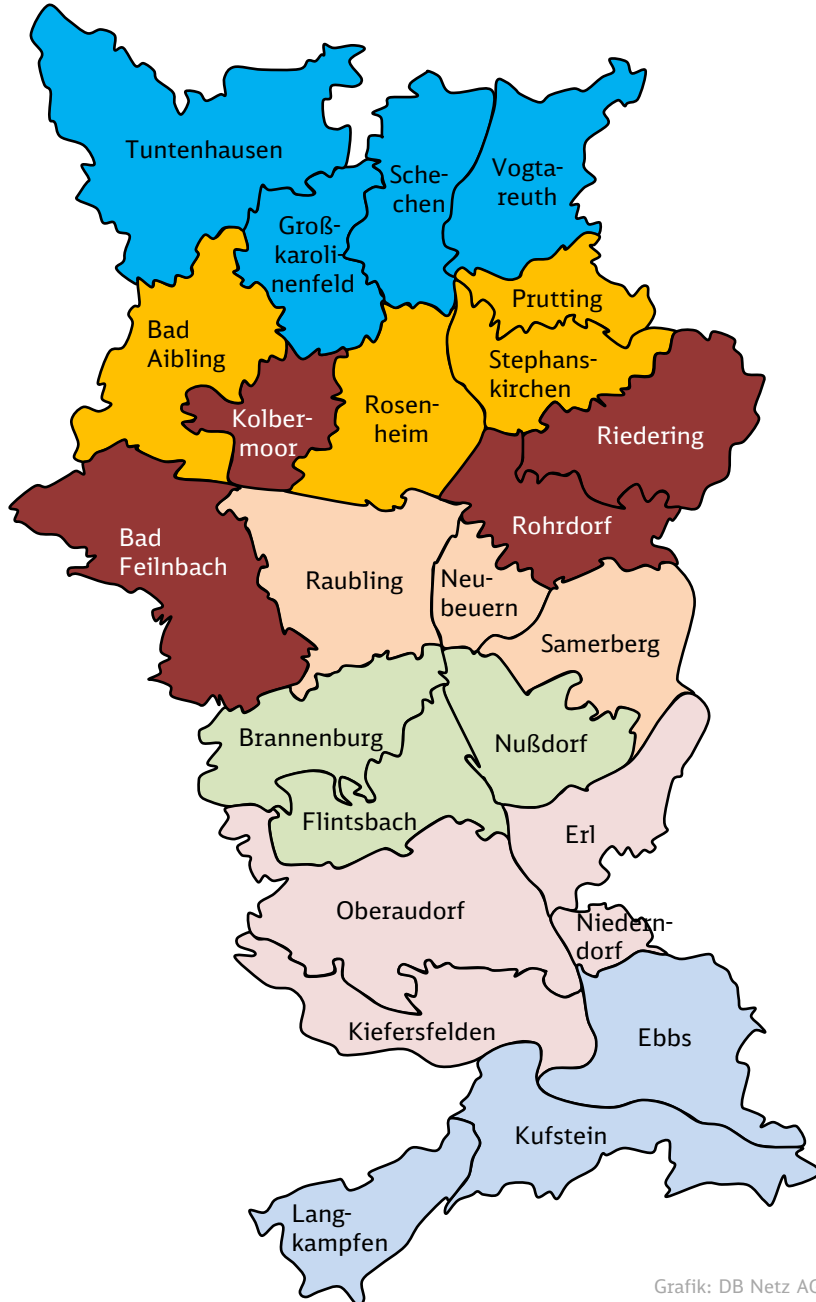 Tuntenhausen
Sche-
chen
Vogta-
reuth
Groß-
karoli-
nenfeld
Prutting
Bad
Aibling
Stephans-
kirchen
Kolber-
moor
Rosen-
heim
Riedering
Rohrdorf
Bad
Feilnbach
Raubling
Neu-
beuern
Samerberg
Brannenburg
Nußdorf
Flintsbach
Erl
Oberaudorf
Niedern-
dorf
Kiefersfelden
Ebbs
Kufstein
Lang-
kampfen
Grafik: DB Netz AG